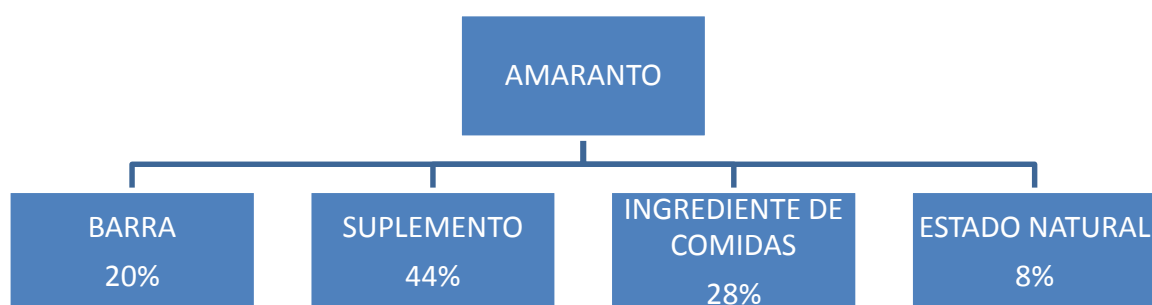 AMARANTO
BARRA
20%
SUPLEMENTO
44%
INGREDIENTE DE
COMIDAS
28%
ESTADO NATURAL
8%